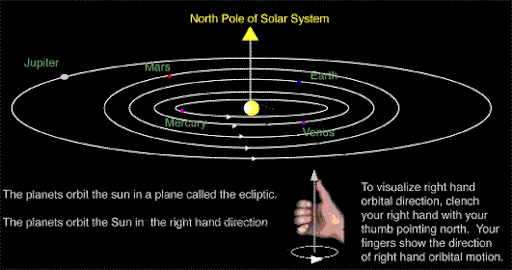 North Pole of Solar System
Jupiter
Mars
Earth
Mercury
Venus
The planets orbit the sun in a plane called the ecliptic.
The planets orbit the Sun in the right hand direction
To visualize right hand
orbital direction, clench
your right hand with your
thumb pointing north. Your
fingers show the direction
of right hand orbiital motion.